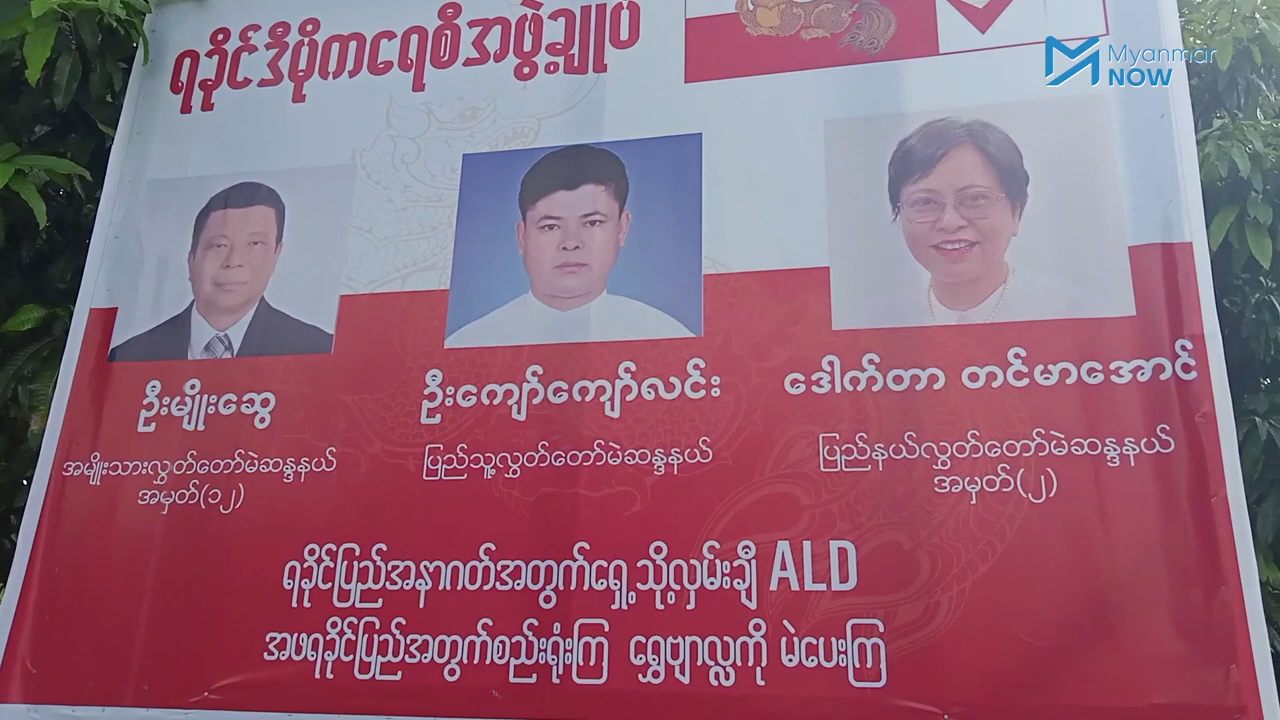 ရခိုင်ဒီမိုကရေစီအဖွဲ့ချုပ်
Myanmar
NOW
ဦးမျိုးဆွေ
အမျိုးသားလွှတ်တော်မဲဆန္ဒနယ်
အမှတ်(၁၂)
ဦးကျော်ကျော်လင်း
ပြည်သူ့လွှတ်တော်မဲဆန္ဒနယ်
ဒေါက်တာ တင်မာအောင်
ပြည်နယ်လွှတ်တော်မဲဆန္ဒနယ်
အမှတ်(၂)
ရခိုင်ပြည်အနာဂတ်အတွက်ရှေ့သို့လှမ်းချီ ALD
အဖရခိုင်ပြည်အတွက်စည်းရုံးကြ ရွှေဗျာလ္လကို မဲပေးကြ